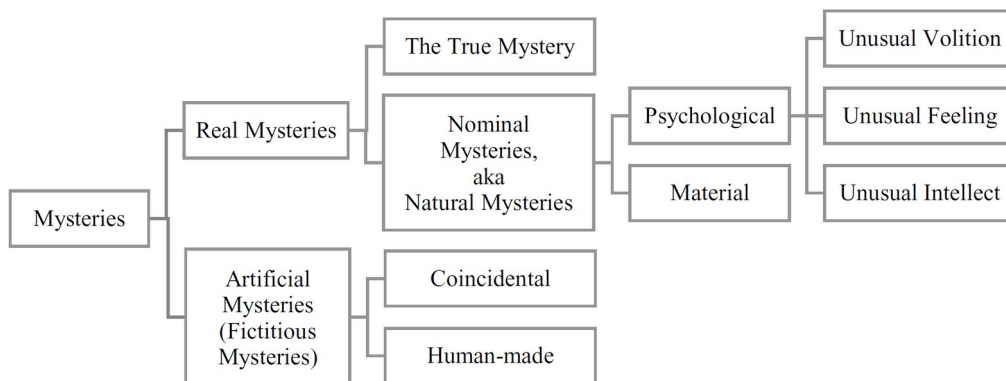 Mysteries
Real Mysteries
The True Mystery
Nominal
Mysteries,
aka
Natural Mysteries
Psychological
Unusual Volition
Unusual Feeling
Unusual Intellect
Material
Artificial
Mysteries
(Fictitious
Mysteries)
Coincidental
Human-made